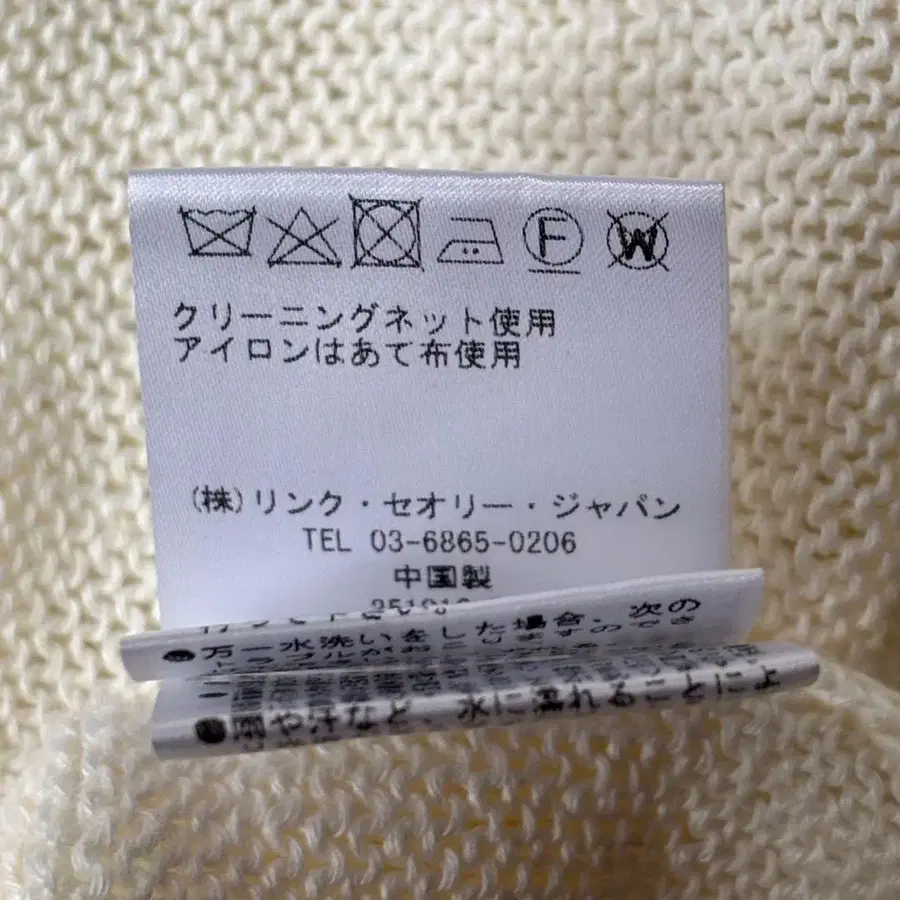 F W
クリーニングネット使用
アイロンはあて布使用
(株)リンク・セオリー・ジャパン
TEL 03-6865-0206
中国製
●万一水洗いをした場合、次の
●雨や汗など、水に濡れることによ